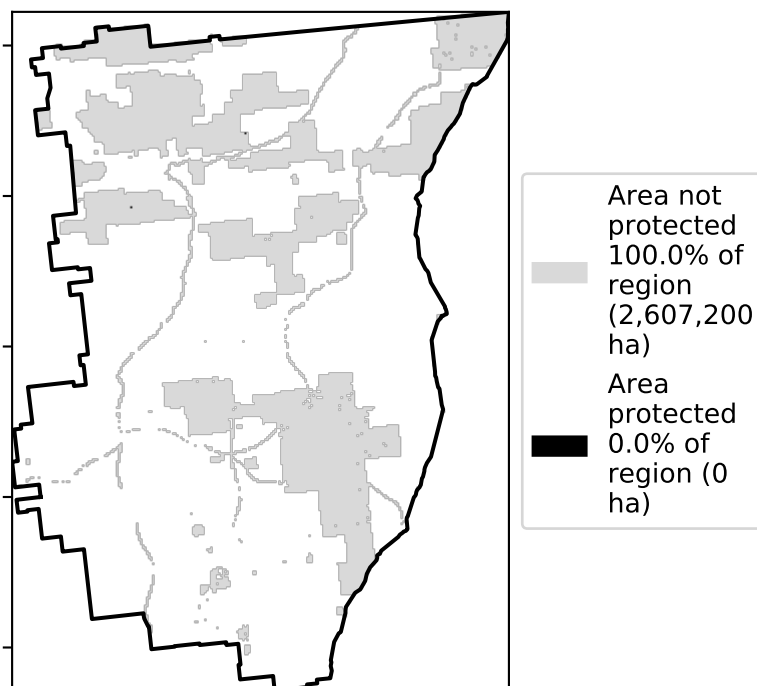 Area not
protected
100.0% of
region
(2,607,200
ha)
Area
protected
0.0% of
region (0
ha)